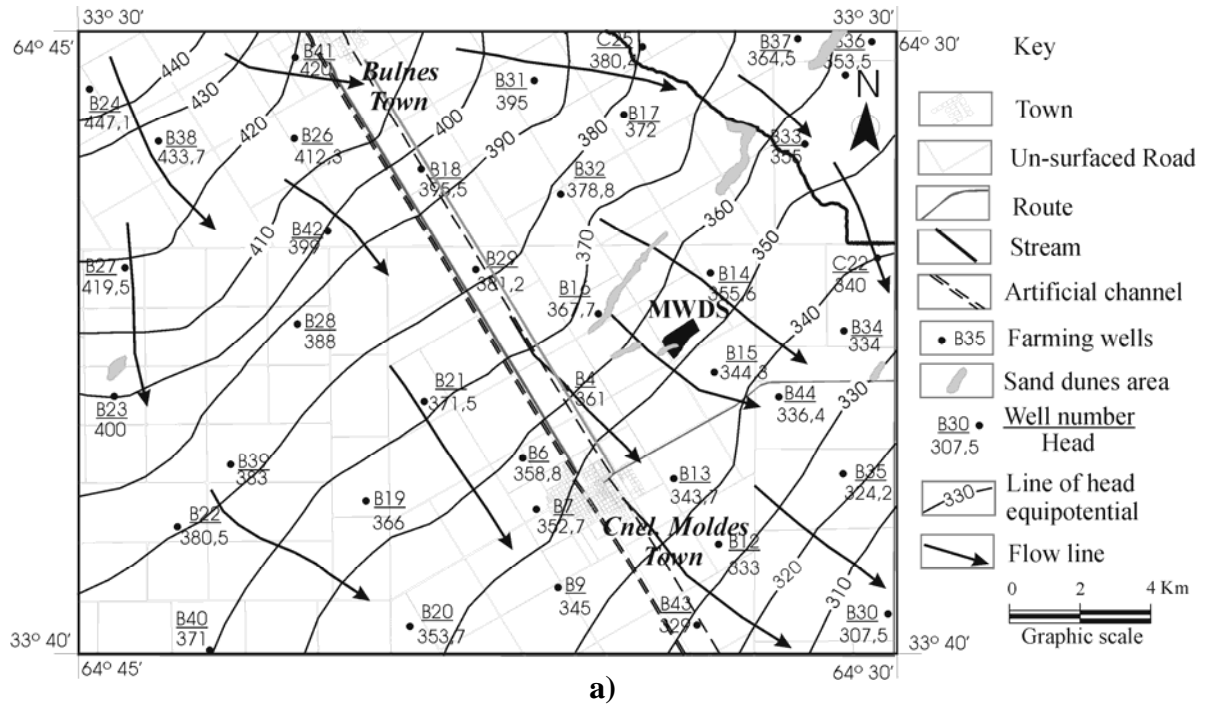 33° 30′
33° 30′
64° 45′
64° 30′
B41
420
Bulnes
Town
C25
380,4
B37
364,5
B36
353,5
N
440
430
420
410
400
390
380
370
360
350
340
330
320
310
B24
447,1
B38
433,7
B26
412,3
B31
395
B17
372
B33
355
B18
395,5
B32
378,8
B42
399
B27
419,5
B29
381,2
B16
367,7
B14
355,6
C22
340
MWDS
B28
388
B34
334
B15
344,3
B23
400
B21
371,5
B4
361
B44
336,4
B39
383
B6
358,8
B13
343,7
B35
324,2
B22
380,5
B19
366
B7
352,7
Cnel. Moldes
Town
B12
333
B9
345
B40
371
B20
353,7
B43
329
B30
307,5
33° 40′
33° 40′
64° 45′
64° 30′
Key
Town
Un-surfaced Road
Route
Stream
Artificial channel
B35
Farming wells
Sand dunes area
B30
307,5
Well number
Head
330
Line of head
equipotential
Flow line
0 2 4 Km
Graphic scale
a)